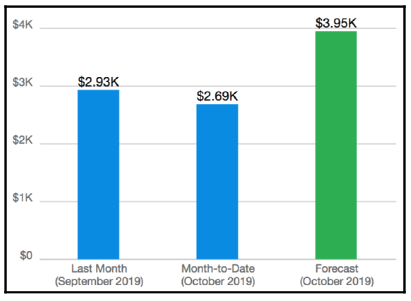 $4K
$3.95K
$3K
$2.93K
$2.69K
$2K
$1K
$0
Last Month
(September 2019)
Month-to-Date
(October 2019)
Forecast
(October 2019)